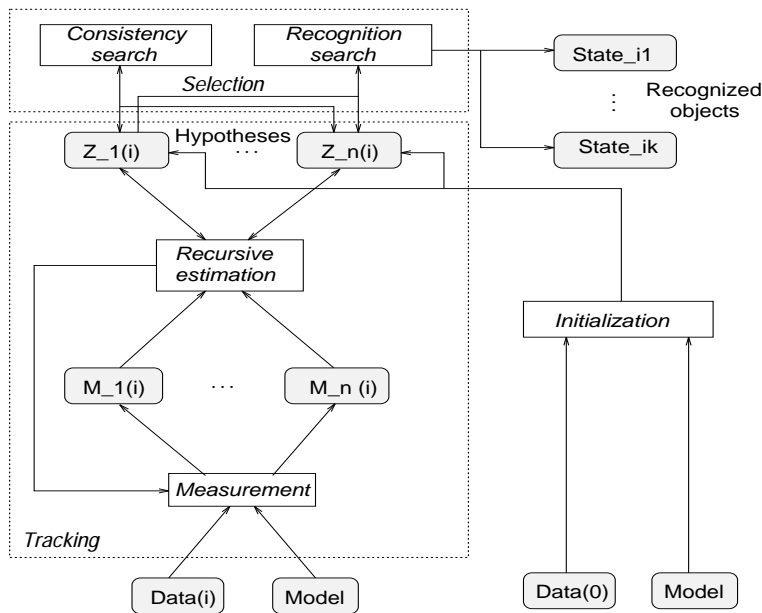 Consistency
search
Recognition
search
Selection
State_i1
⋮
Recognized
objects
State_ik
Hypotheses
Z_1(i)
...
Z_n(i)
Recursive
estimation
Initialization
M_1(i)
...
M_n (i)
Measurement
Tracking
Data(i)
Model
Data(0)
Model